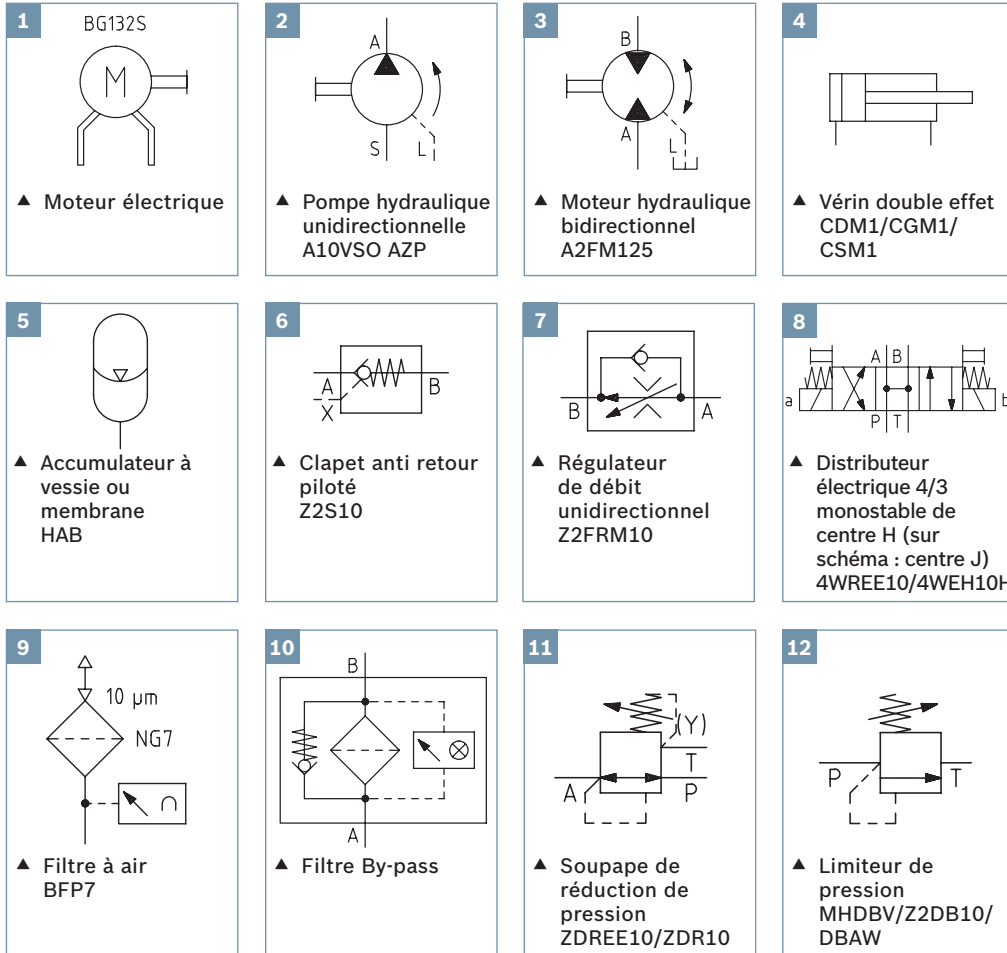 1
BG132S
M
▲ Moteur électrique
2
A
S
L
▲ Pompe hydraulique
unidirectionnelle
A10VSO AZP
3
B
A
L
▲ Moteur hydraulique
bidirectionnel
A2FM125
4
▲ Vérin double effet
CDM1/CGM1/
CSM1
5
▲ Accumulateur à
vessie ou
membrane
HAB
6
A
B
X
▲ Clapet anti retour
piloté
Z2S10
7
B
A
▲ Régulateur
de débit
unidirectionnel
Z2FRM10
8
A B
a
b
P T
▲ Distributeur
électrique 4/3
monostable de
centre H (sur
schéma : centre J)
4WREE10/4WEH10H
9
10 µm
NG7
▲ Filtre à air
BFP7
10
B
A
▲ Filtre By-pass
11
(Y)
T
A
P
▲ Soupape de
réduction de
pression
ZDREE10/ZDR10
12
P
T
▲ Limiteur de
pression
MHDBV/Z2DB10/
DBAW